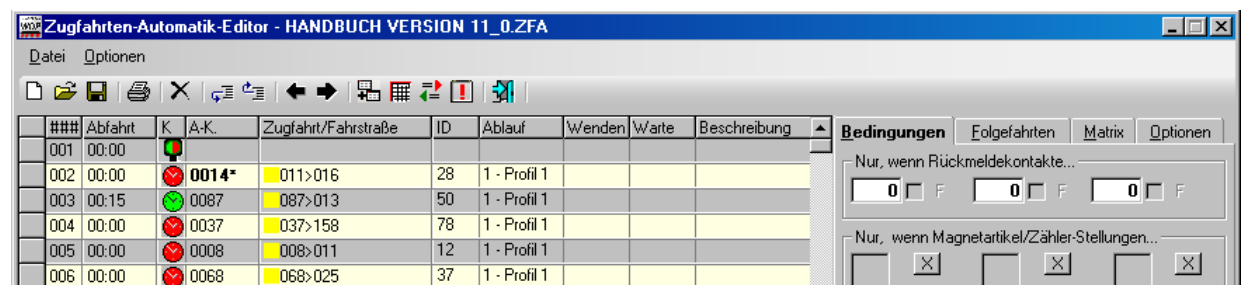 Zugfahrten-Automatik-Editor - HANDBUCH VERSION 11_0.ZFA
Datei Optionen
### Abfahrt K A-K. Zugfahrt/Fahrstraße ID Ablauf Wenden Warte Beschreibung
001 00:00
002 00:00 0014* 011>016 28 1 - Profil 1
003 00:15 0087 087>013 50 1 - Profil 1
004 00:00 0037 037>158 78 1 - Profil 1
005 00:00 0008 008>011 12 1 - Profil 1
006 00:00 0068 068>025 37 1 - Profil 1
Bedingungen Folgefahrten Matrix Optionen
Nur, wenn Rückmeldekontakte...
0 F 0 F 0 F
Nur, wenn Magnetartikel/Zähler-Stellungen...
X X X